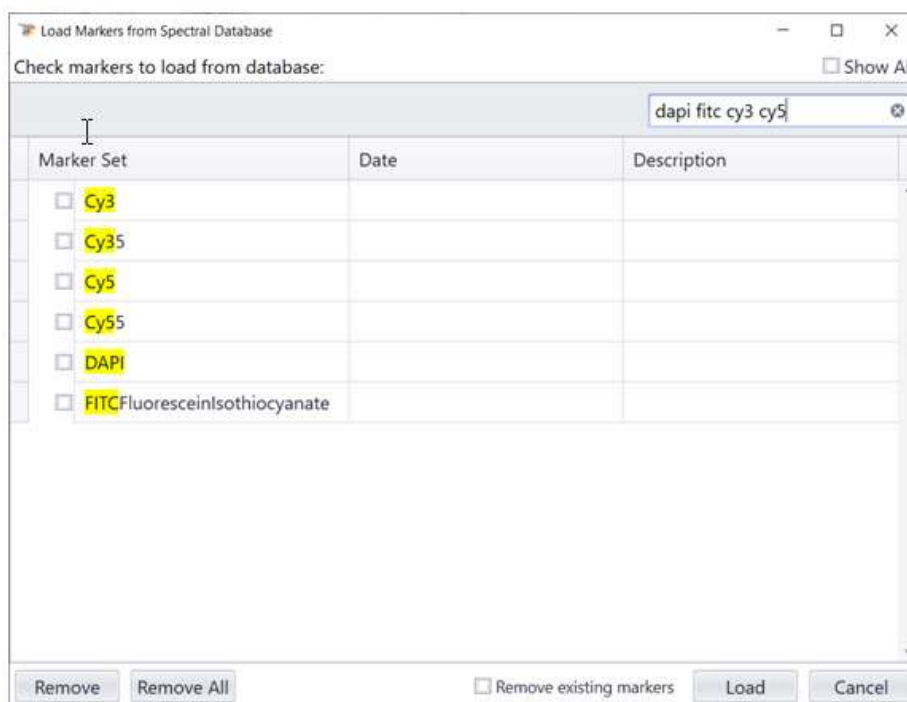 Load Markers from Spectral Database
Check markers to load from database:
Show Al
dapi fitc cy3 cy5
Marker Set Date Description
Cy3
Cy35
Cy5
Cy55
DAPI
FITCFluoresceinIsothiocyanate
Remove Remove All Remove existing markers Load Cancel